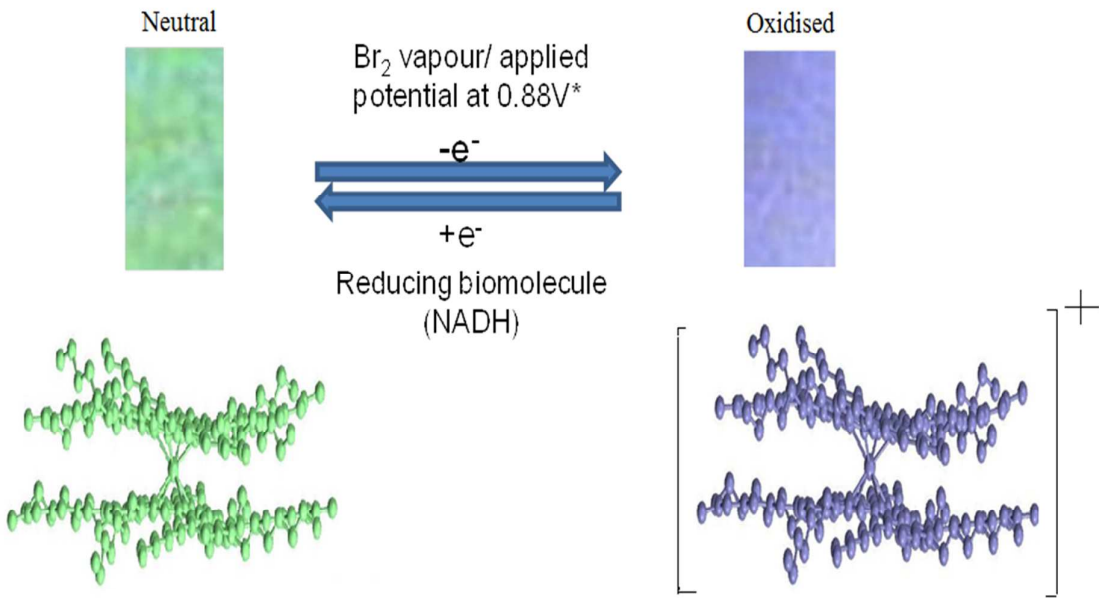 Neutral
Oxidised
Br₂ vapour/ applied
potential at 0.88V*
-e⁻
+e⁻
Reducing biomolecule
(NADH)
+